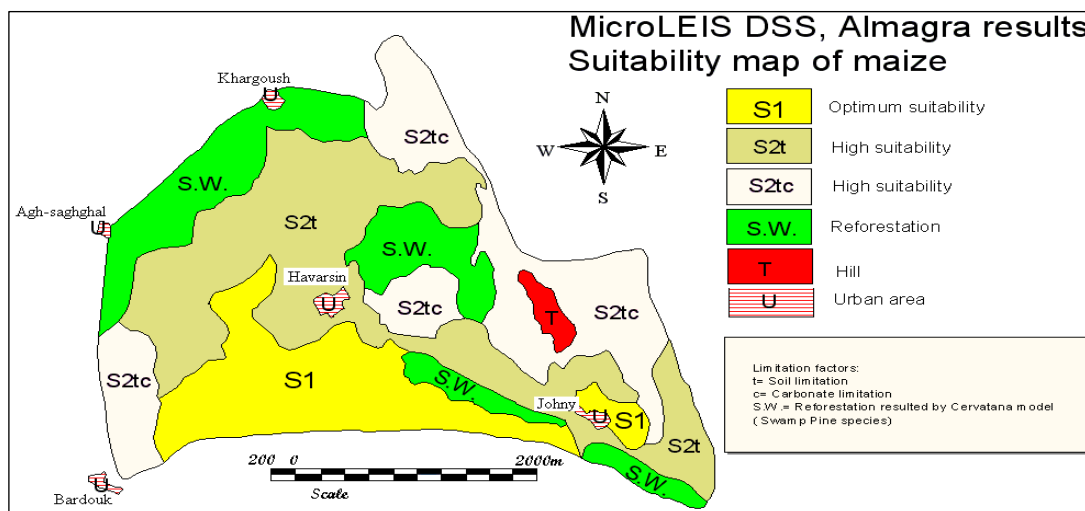 MicroLEIS DSS, Almagra results
Suitability map of maize
S1 Optimum suitability
S2t High suitability
S2tc High suitability
S.W. Reforestation
T Hill
U Urban area
Limitation factors:
t= Soil limitation
c= Carbonate limitation
S.W.= Reforestation resulted by Cervatana model
( Swamp Pine species)
N
W E
S
Khargoush
U
S2tc
S.W.
Agh-saghghal
U
S2t
S.W.
Havarsin
U
S2tc
T
S2tc
S2tc
S1
S.W.
Johny
U
S1
S2t
S.W.
U
Bardouk
200 0 2000m
Scale